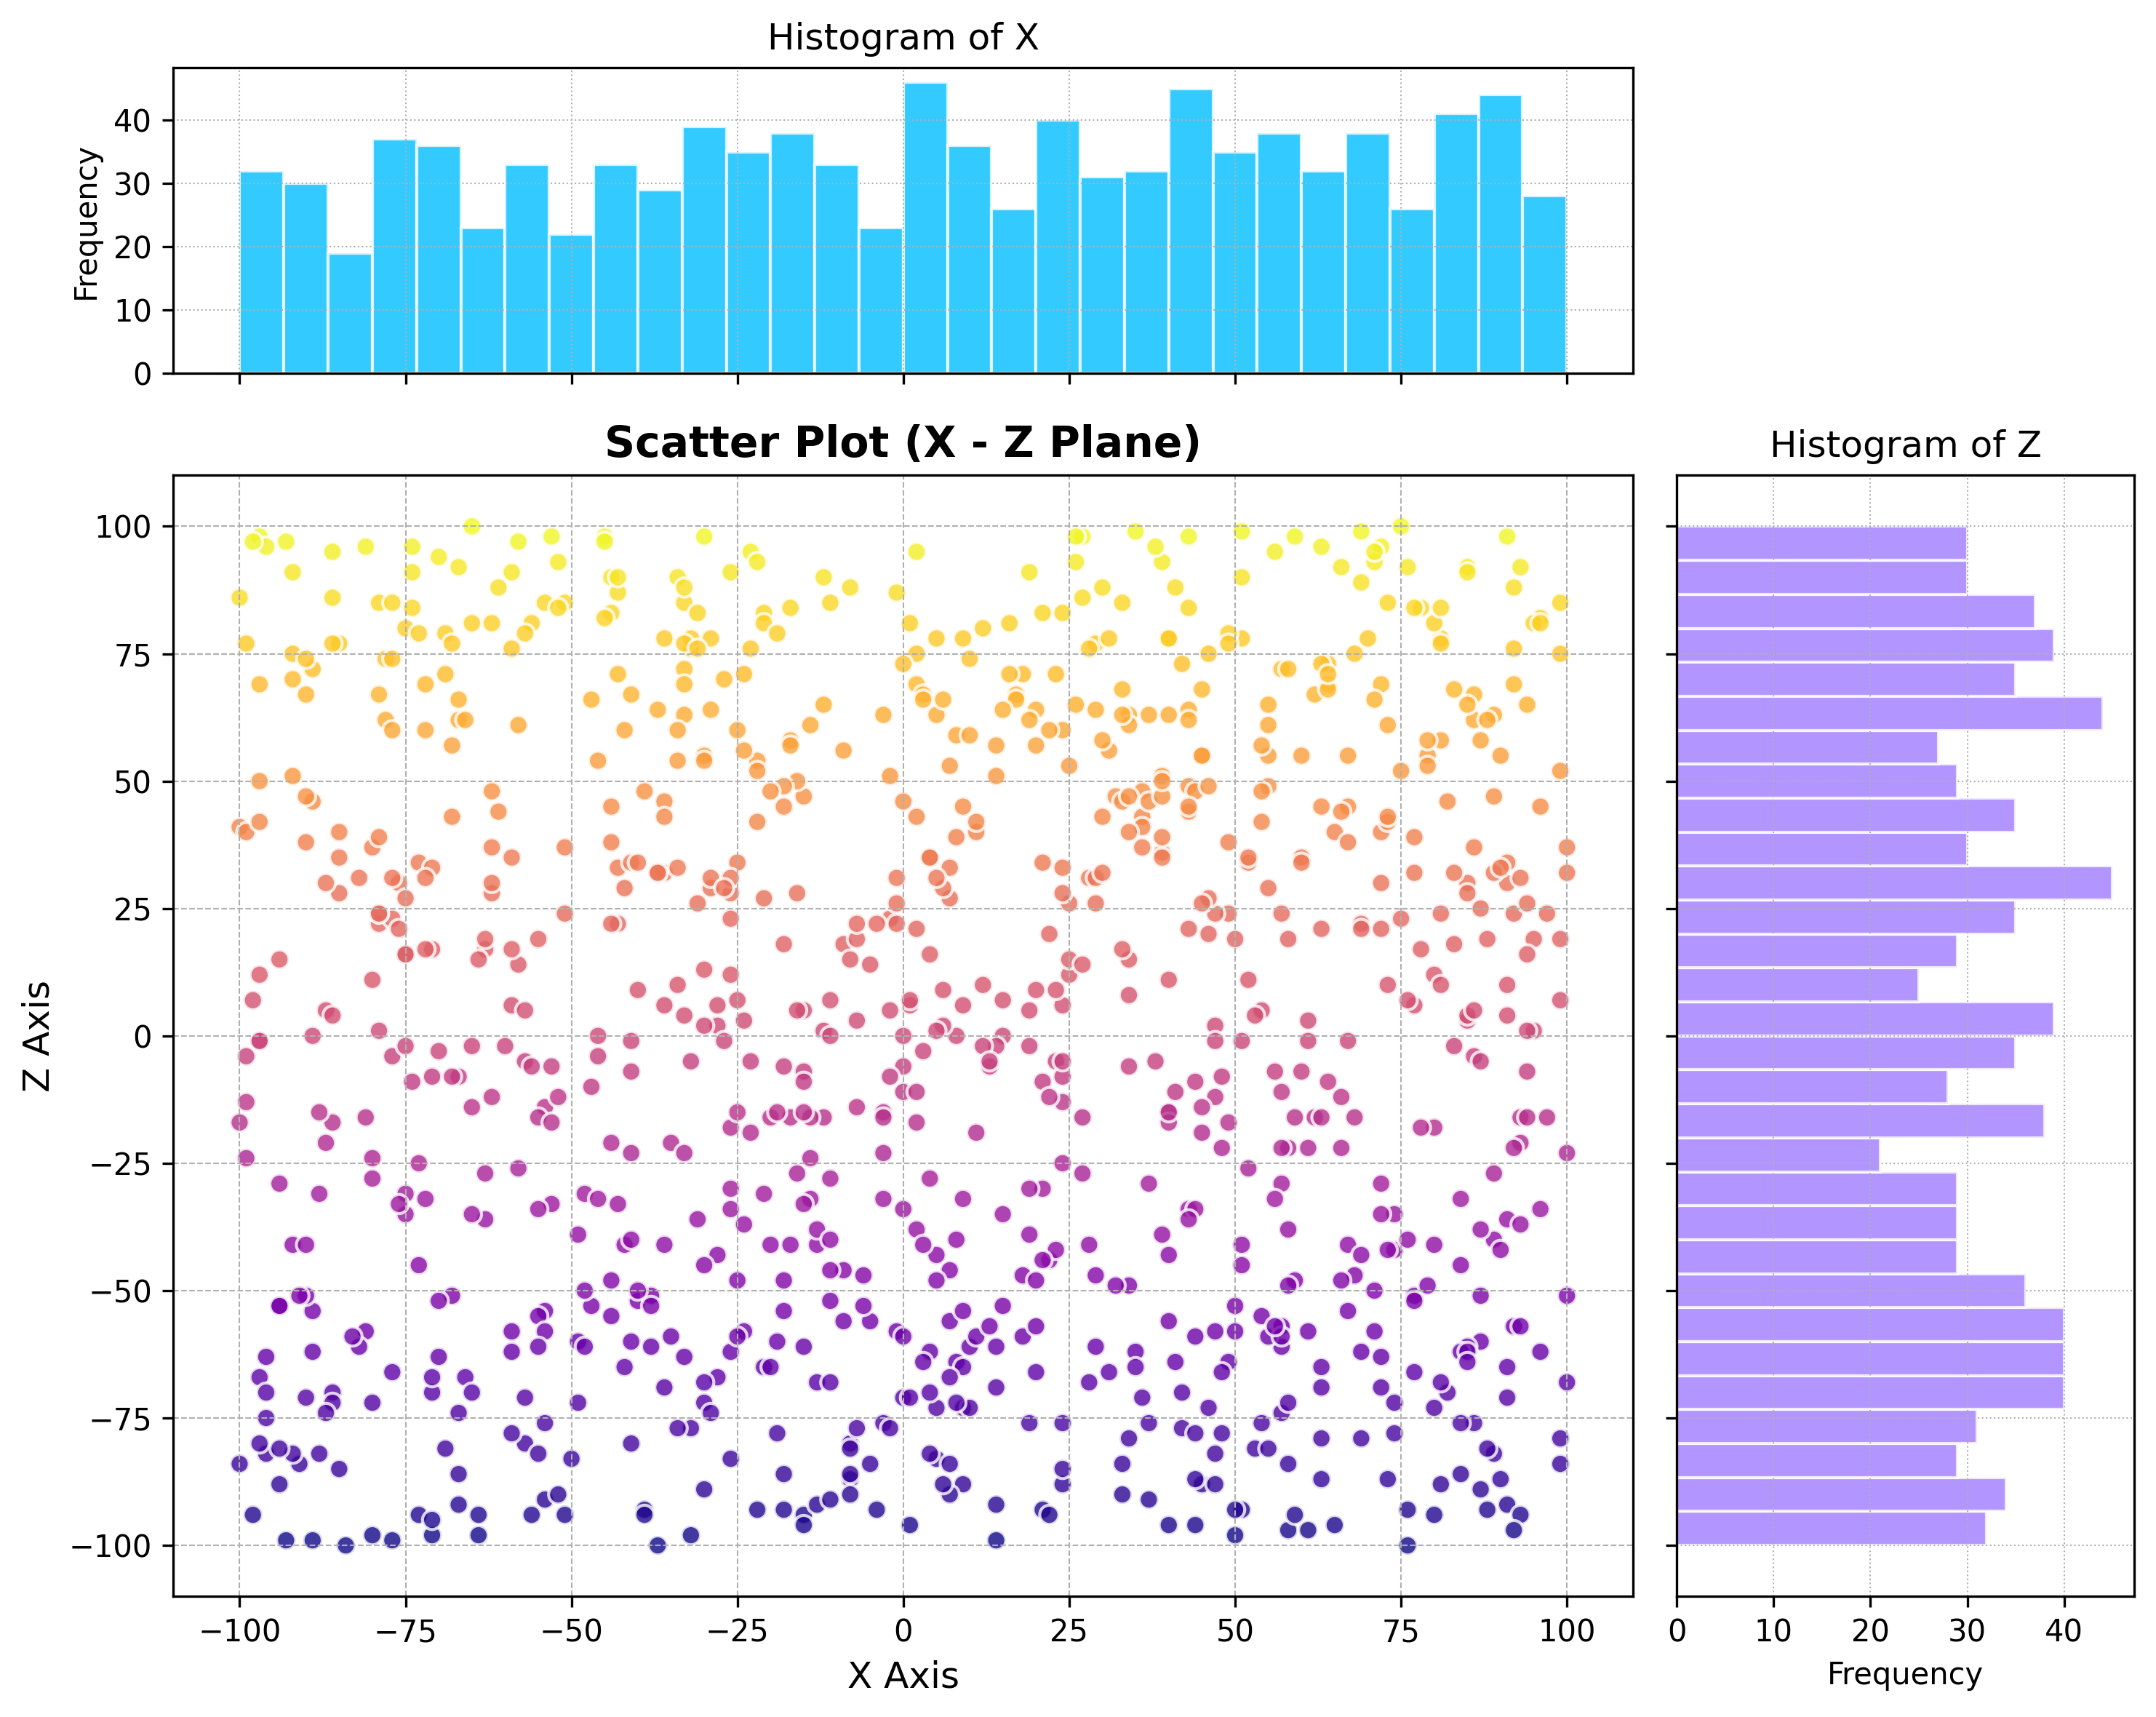 Histogram of X
Frequency
40
30
20
10
0
Scatter Plot (X - Z Plane)
Histogram of Z
Z Axis
100
75
50
25
0
−25
−50
−75
−100
−100 −75 −50 −25 0 25 50 75 100
X Axis
0 10 20 30 40
Frequency